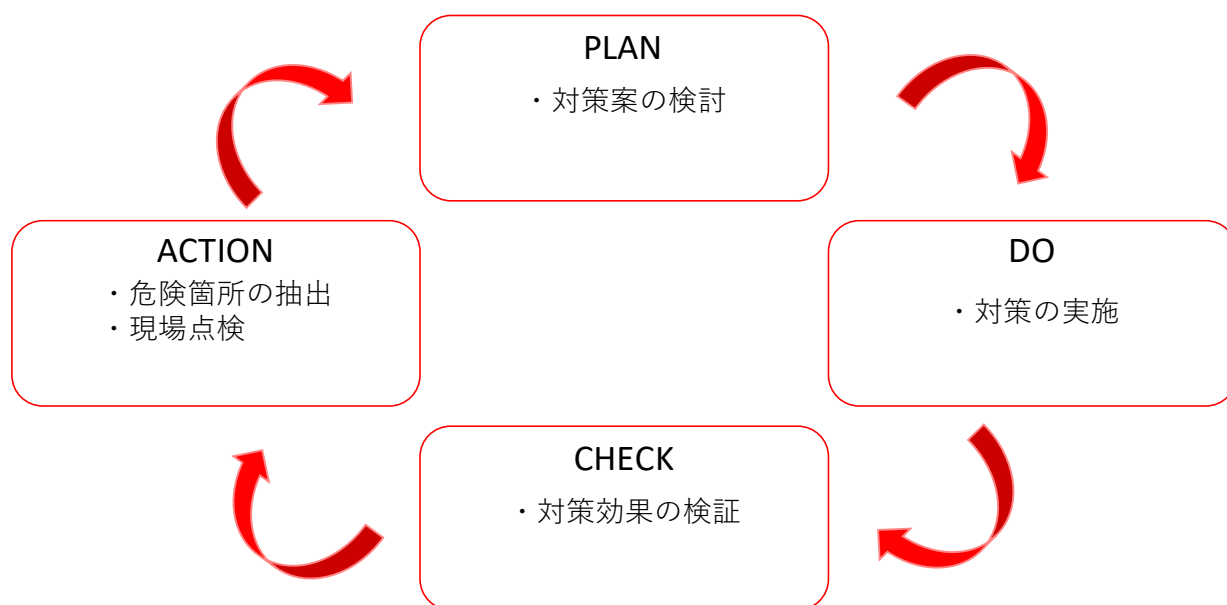 PLAN
・対策案の検討
ACTION
・危険箇所の抽出
・現場点検
DO
・対策の実施
CHECK
・対策効果の検証